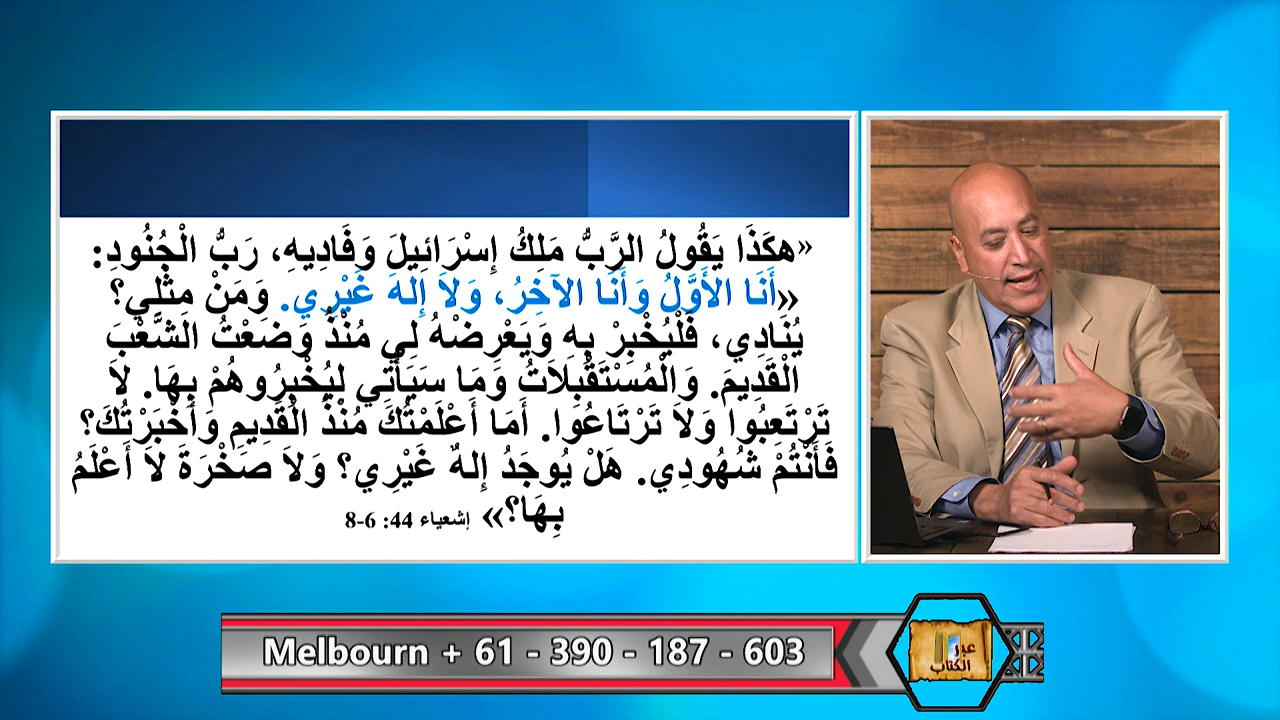 «هكَذَا يَقُولُ الرَّبُّ مَلِكُ إِسْرَائِيلَ وَفَادِيهِ، رَبُّ الْجُنُودِ:
«أَنَا الأَوَّلُ وَأَنَا الآخِرُ، وَلاَ إِلهَ غَيْرِي. وَمَنْ مِثْلِي؟
يُنَادِي، فَلْيُخْبِرْ بِهِ وَيَعْرِضْهُ لِي مُنْذُ وَضَعْتُ الشَّعْبَ
الْقَدِيمَ. وَالْمُسْتَقْبِلاَتُ وَمَا سَيَأْتِي لِيُخْبِرُوهُمْ بِهَا. لاَ
تَرْتَعِبُوا وَلاَ تَرْتَاعُوا. أَمَا أَعْلَمْتُكَ مُنْذُ الْقَدِيمِ وَأَخْبَرْتُكَ؟
فَأَنْتُمْ شُهُودِي. هَلْ يُوجَدُ إِلهٌ غَيْرِي؟ وَلاَ صَخْرَةَ لاَ أَعْلَمُ
بِهَا؟» إشعياء 44: 6-8
Melbourn + 61 - 390 - 187 - 603
عبر
الكتاب